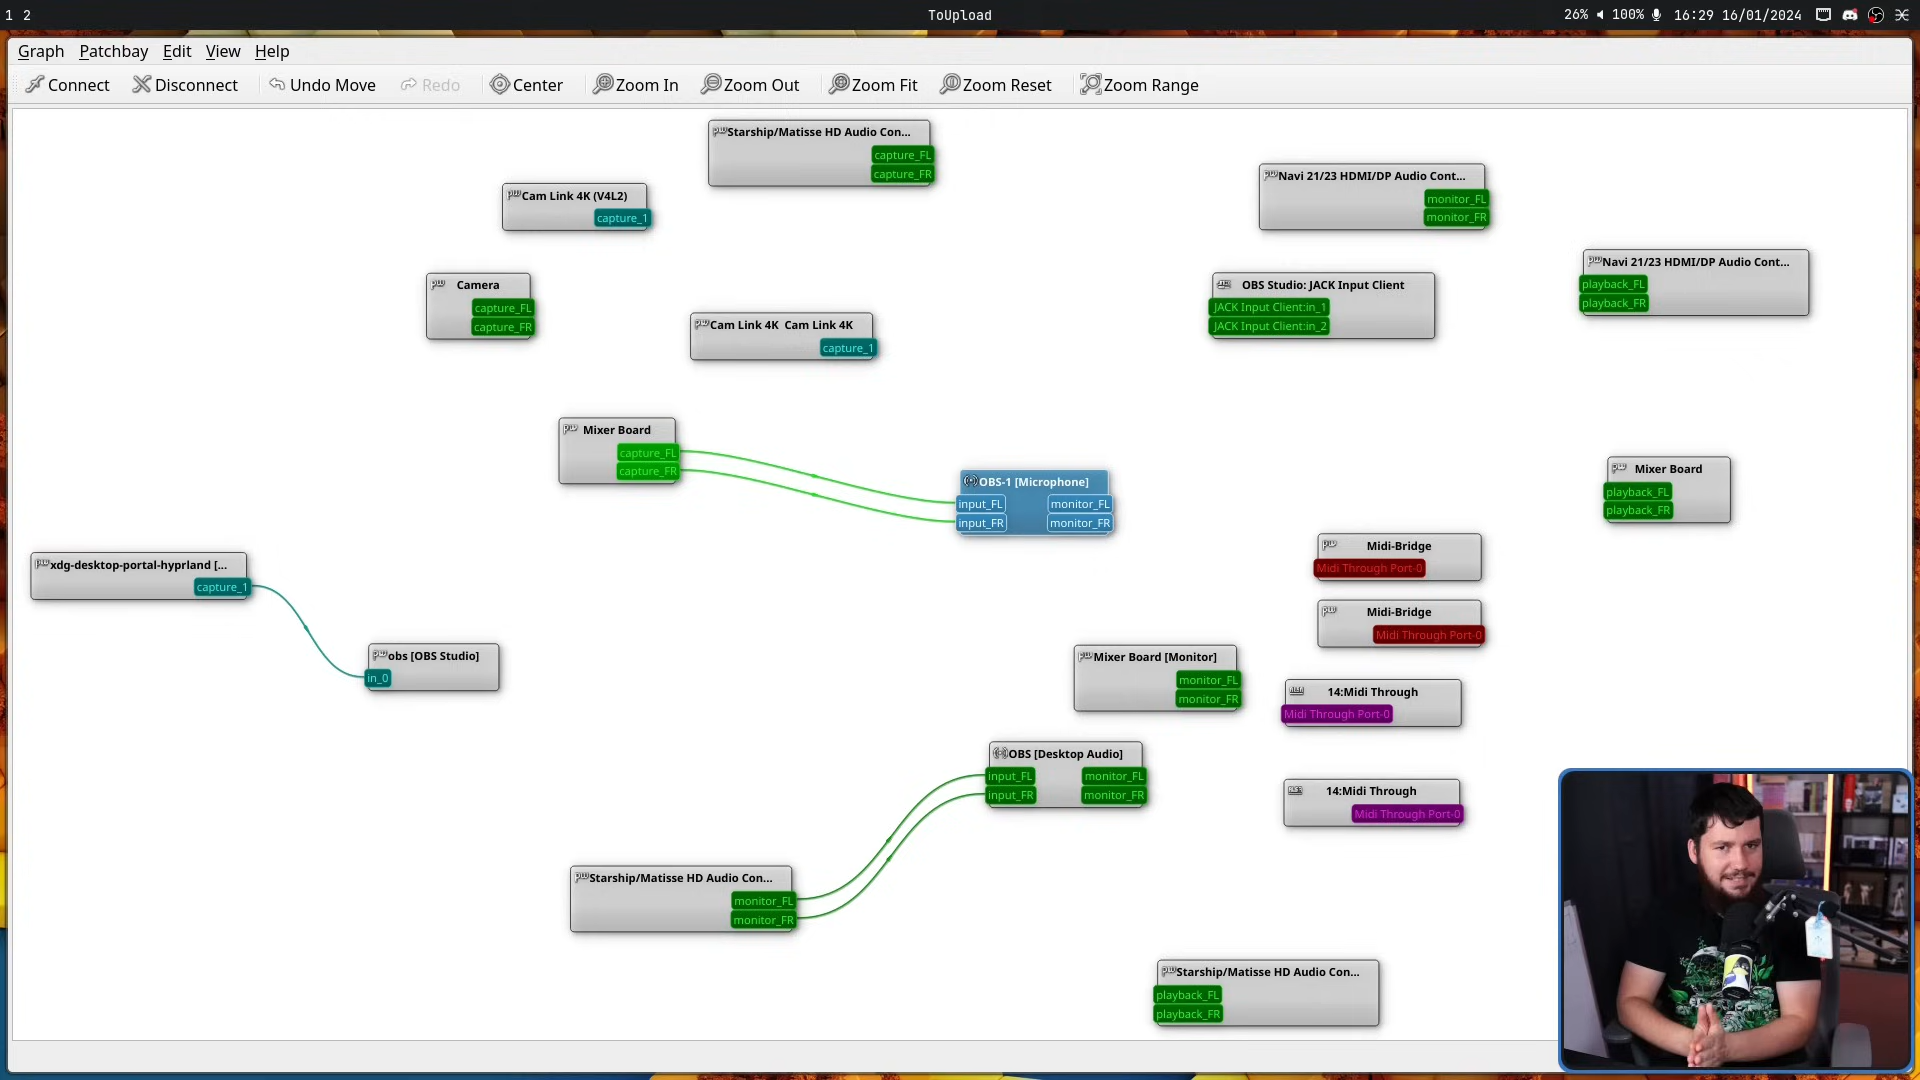 1 2
ToUpload
26% 100% 16:29 16/01/2024
Graph Patchbay Edit View Help
Connect Disconnect Undo Move Redo Center Zoom In Zoom Out Zoom Fit Zoom Reset Zoom Range
Starship/Matisse HD Audio Con...
capture_FL
capture_FR
Cam Link 4K (V4L2)
capture_1
Navi 21/23 HDMI/DP Audio Cont...
monitor_FL
monitor_FR
Navi 21/23 HDMI/DP Audio Cont...
playback_FL
playback_FR
Camera
capture_FL
capture_FR
OBS Studio: JACK Input Client
JACK Input Client:in_1
JACK Input Client:in_2
Cam Link 4K Cam Link 4K
capture_1
Mixer Board
capture_FL
capture_FR
OBS-1 [Microphone]
input_FL monitor_FL
input_FR monitor_FR
Mixer Board
playback_FL
playback_FR
Midi-Bridge
Midi Through Port-0
Midi-Bridge
Midi Through Port-0
xdg-desktop-portal-hyprland [...
capture_1
obs [OBS Studio]
in_0
Mixer Board [Monitor]
monitor_FL
monitor_FR
14:Midi Through
Midi Through Port-0
OBS [Desktop Audio]
input_FL monitor_FL
input_FR monitor_FR
14:Midi Through
Midi Through Port-0
Starship/Matisse HD Audio Con...
monitor_FL
monitor_FR
Starship/Matisse HD Audio Con...
playback_FL
playback_FR